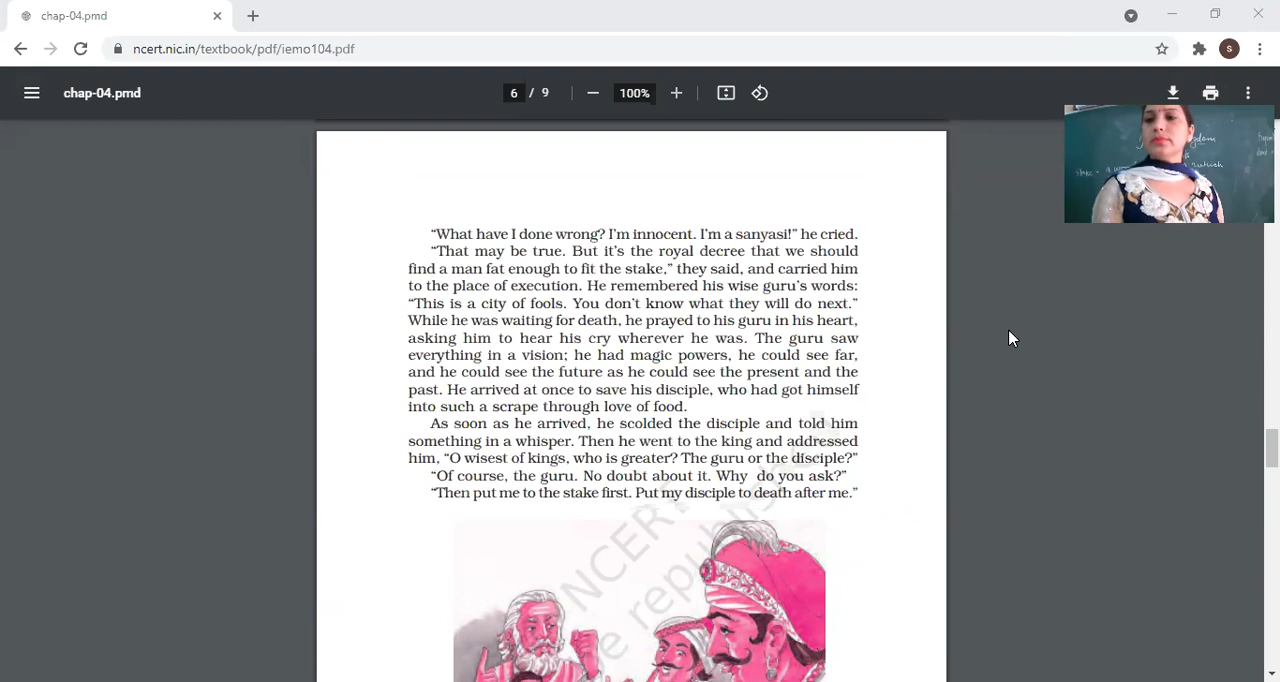 chap-04.pmd
ncert.nic.in/textbook/pdf/iemo104.pdf
S
chap-04.pmd
6 / 9
100%
“What have I done wrong? I’m innocent. I’m a sanyasi!” he cried.
“That may be true. But it’s the royal decree that we should
find a man fat enough to fit the stake,” they said, and carried him
to the place of execution. He remembered his wise guru’s words:
“This is a city of fools. You don’t know what they will do next.”
While he was waiting for death, he prayed to his guru in his heart,
asking him to hear his cry wherever he was. The guru saw
everything in a vision; he had magic powers, he could see far,
and he could see the future as he could see the present and the
past. He arrived at once to save his disciple, who had got himself
into such a scrape through love of food.
As soon as he arrived, he scolded the disciple and told him
something in a whisper. Then he went to the king and addressed
him, “O wisest of kings, who is greater? The guru or the disciple?”
“Of course, the guru. No doubt about it. Why do you ask?”
“Then put me to the stake first. Put my disciple to death after me.”
NCERT
be republished